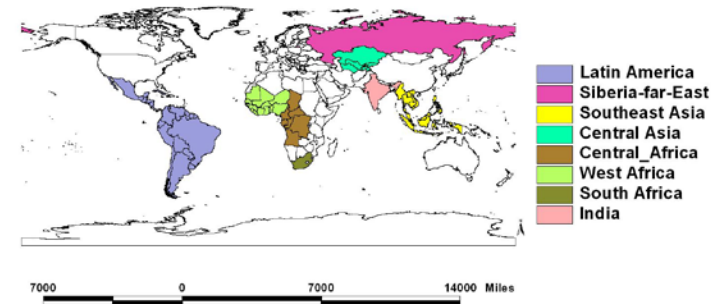 Latin America
Siberia-far-East
Southeast Asia
Central Asia
Central_Africa
West Africa
South Africa
India
7000 0 7000 14000 Miles